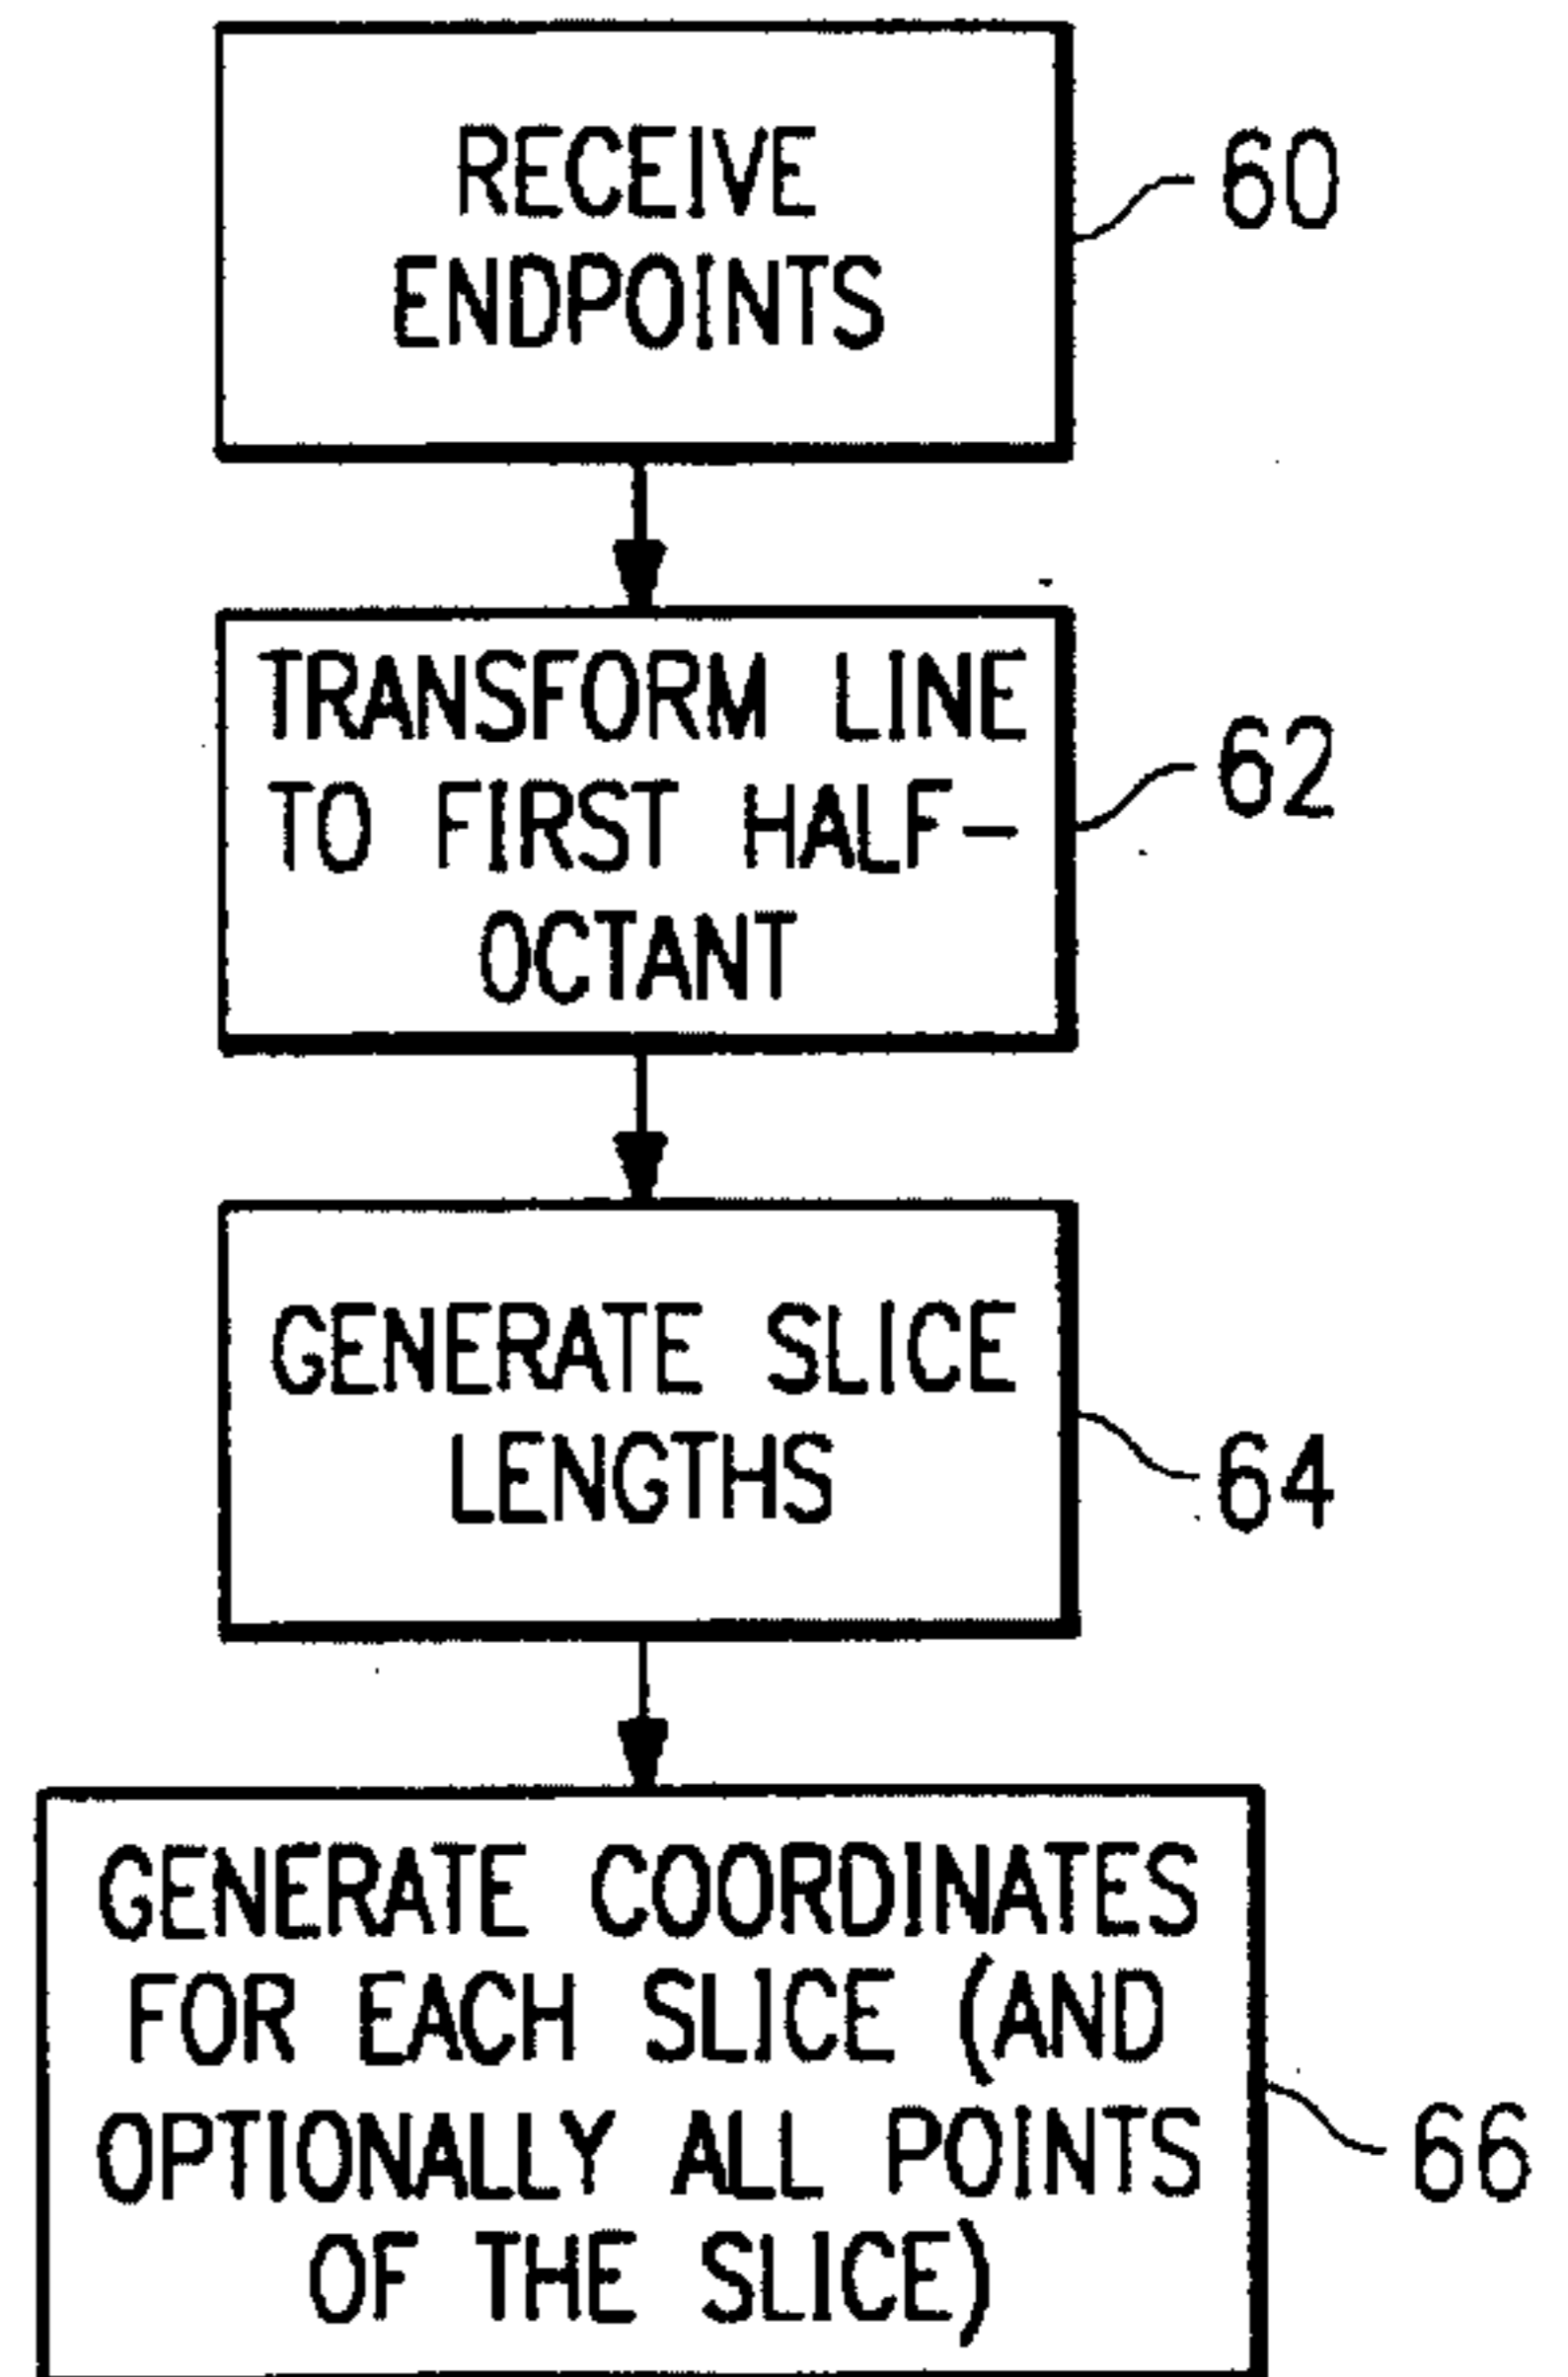 RECEIVE
ENDPOINTS
60
TRANSFORM LINE
TO FIRST HALF-
OCTANT
62
GENERATE SLICE
LENGTHS
64
GENERATE COORDINATES
FOR EACH SLICE (AND
OPTIONALLY ALL POINTS
OF THE SLICE)
66